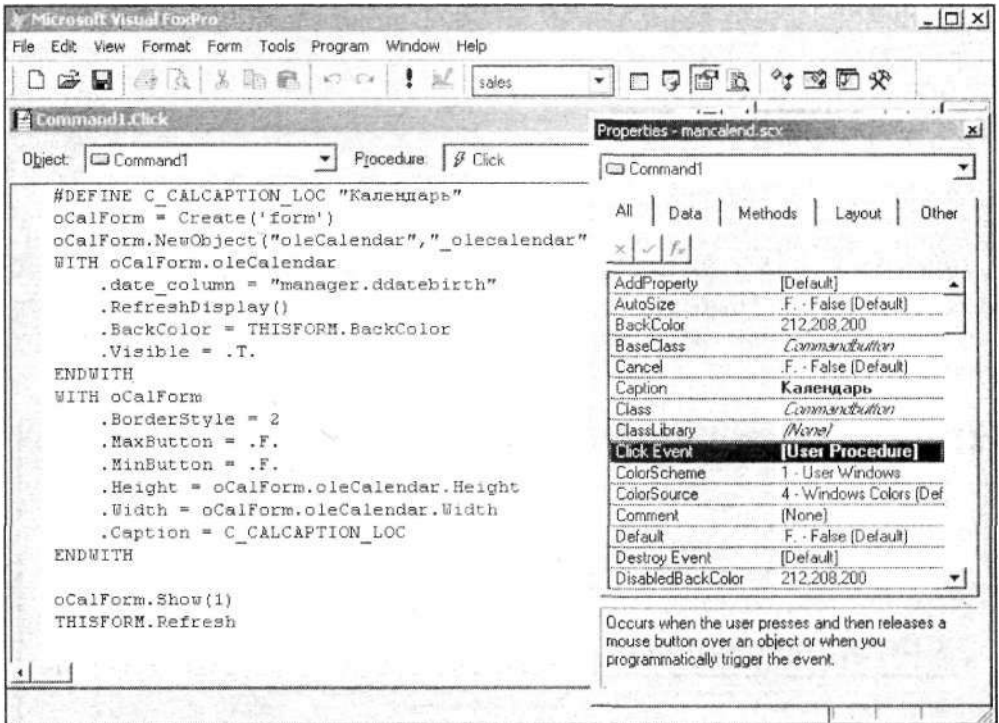 Microsoft Visual FoxPro
File Edit View Format Form Tools Program Window Help
sales
Command1.Click
Object: Command1 Procedure: Click
#DEFINE C_CALCAPTION_LOC "Календарь"
oCalForm = Create('form')
oCalForm.NewObject("oleCalendar","_olecalendar"
WITH oCalForm.oleCalendar
.date_column = "manager.ddatebirth"
.RefreshDisplay()
.BackColor = THISFORM.BackColor
.Visible = .T.
ENDWITH
WITH oCalForm
.BorderStyle = 2
.MaxButton = .F.
.MinButton = .F.
.Height = oCalForm.oleCalendar.Height
.Width = oCalForm.oleCalendar.Width
.Caption = C_CALCAPTION_LOC
ENDWITH
oCalForm.Show(1)
THISFORM.Refresh
Properties - mancalend.scx
Command1
All Data Methods Layout Other
AddProperty [Default]
AutoSize .F. - False (Default)
BackColor 212,208,200
BaseClass Commandbutton
Cancel .F. - False (Default)
Caption Календарь
Class Commandbutton
ClassLibrary (None)
Click Event [User Procedure]
ColorScheme 1 - User Windows
ColorSource 4 - Windows Colors (Def
Comment (None)
Default F. - False (Default)
Destroy Event [Default]
DisabledBackColor 212,208,200
Occurs when the user presses and then releases a
mouse button over an object or when you
programmatically trigger the event.